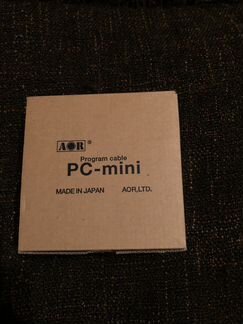 AOR®
Program cable
PC-mini
MADE IN JAPAN AOR,LTD.